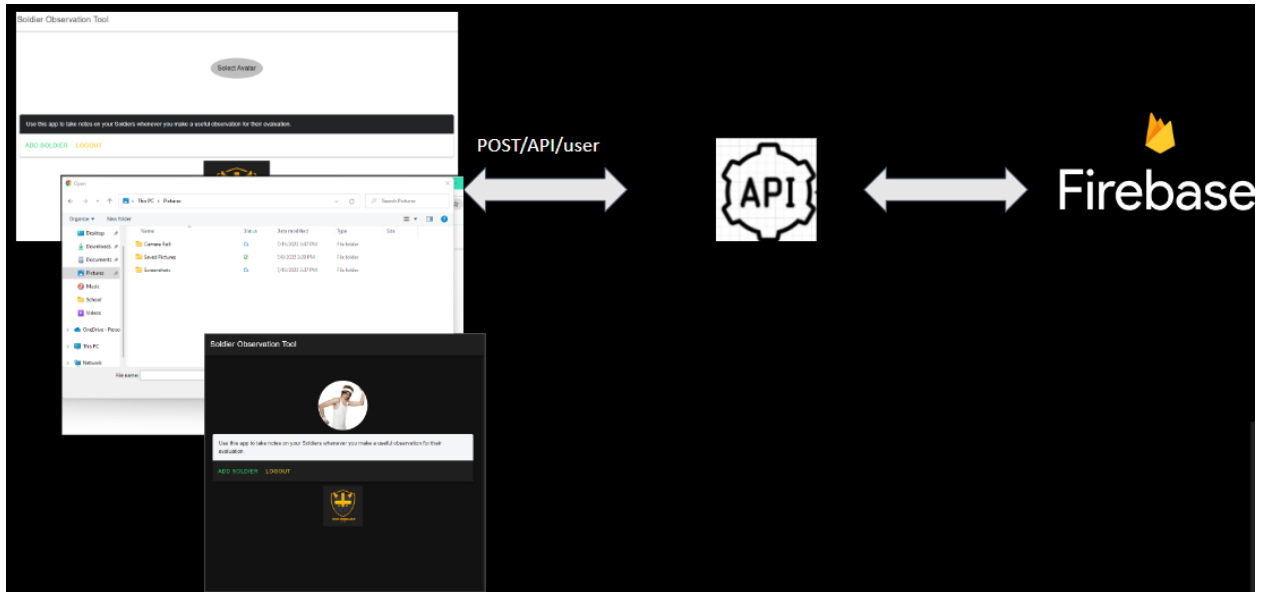 Soldier Observation Tool
Select Avatar
Use this app to take notes on your Soldiers whenever you make a useful observation for their evaluation.
ADD SOLDIER LOGOUT
POST/API/user
API
Firebase
Open
This PC › Pictures
Search Pictures
Organize New folder
Name Status Date modified Type Size
Desktop
Downloads
Documents
Pictures
Music
School
Videos
This PC
Network
Camera Roll File folder
Saved Pictures File folder
Screenshots File folder
File name:
Soldier Observation Tool
Use this app to take notes on your Soldiers whenever you make a useful observation for their
evaluation.
ADD SOLDIER LOGOUT